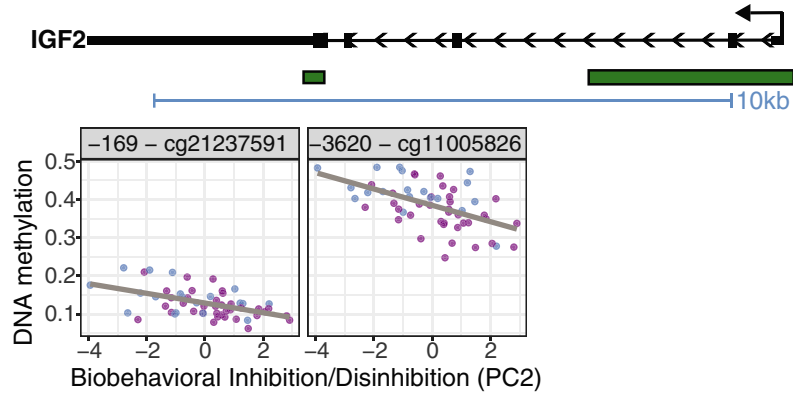 IGF2
10kb
−169 − cg21237591
−3620 − cg11005826
DNA methylation
0.5
0.4
0.3
0.2
0.1
−4 −2 0 2
−4 −2 0 2
Biobehavioral Inhibition/Disinhibition (PC2)